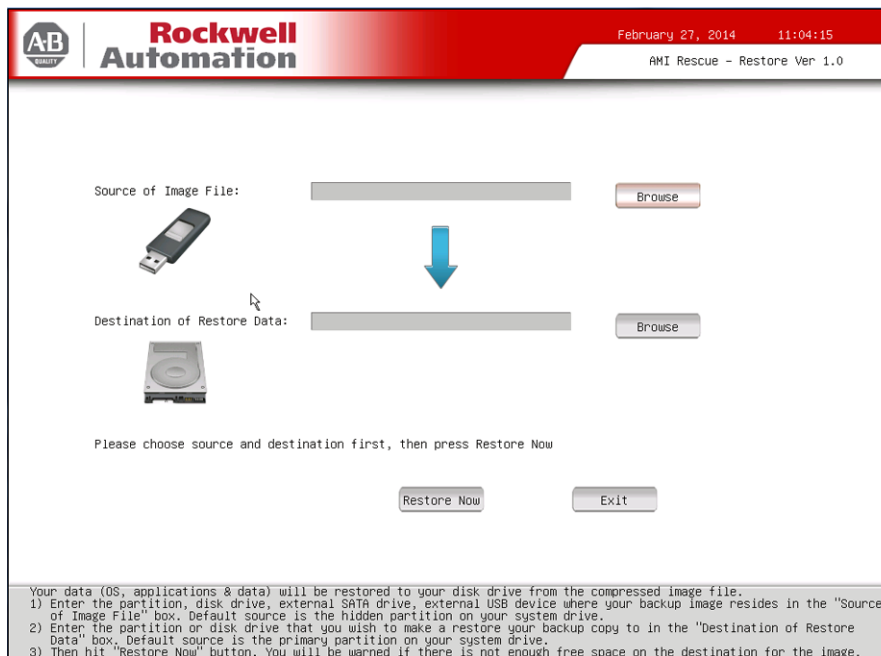 A·B
QUALITY
Rockwell
Automation
February 27, 2014 11:04:15
AMI Rescue - Restore Ver 1.0
Source of Image File:
Browse
Destination of Restore Data:
Browse
Please choose source and destination first, then press Restore Now
Restore Now
Exit
Your data (OS, applications & data) will be restored to your disk drive from the compressed image file.
1) Enter the partition, disk drive, external SATA drive, external USB device where your backup image resides in the "Source
of Image File" box. Default source is the hidden partition on your system drive.
2) Enter the partition or disk drive that you wish to make a restore your backup copy to in the "Destination of Restore
Data" box. Default source is the primary partition on your system drive.
3) Then hit "Restore Now" button. You will be warned if there is not enough free space on the destination for the image.